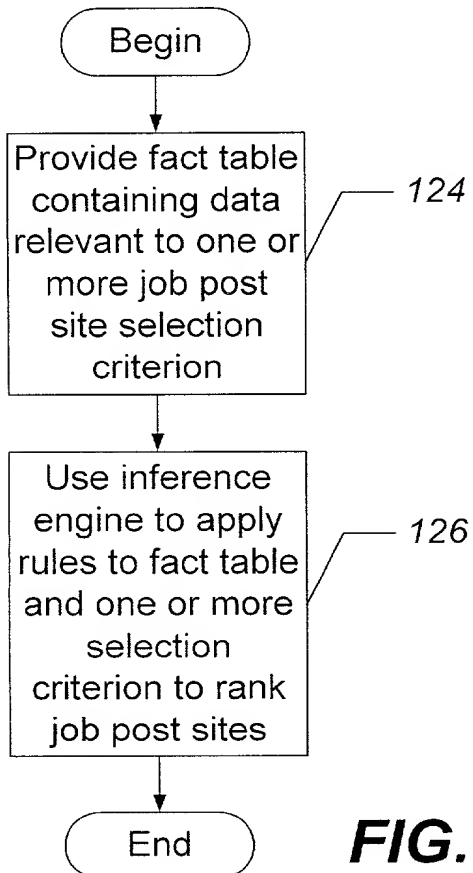 Begin
Provide fact table
containing data
relevant to one or
more job post
site selection
criterion
124
Use inference
engine to apply
rules to fact table
and one or more
selection
criterion to rank
job post sites
126
End
FIG.